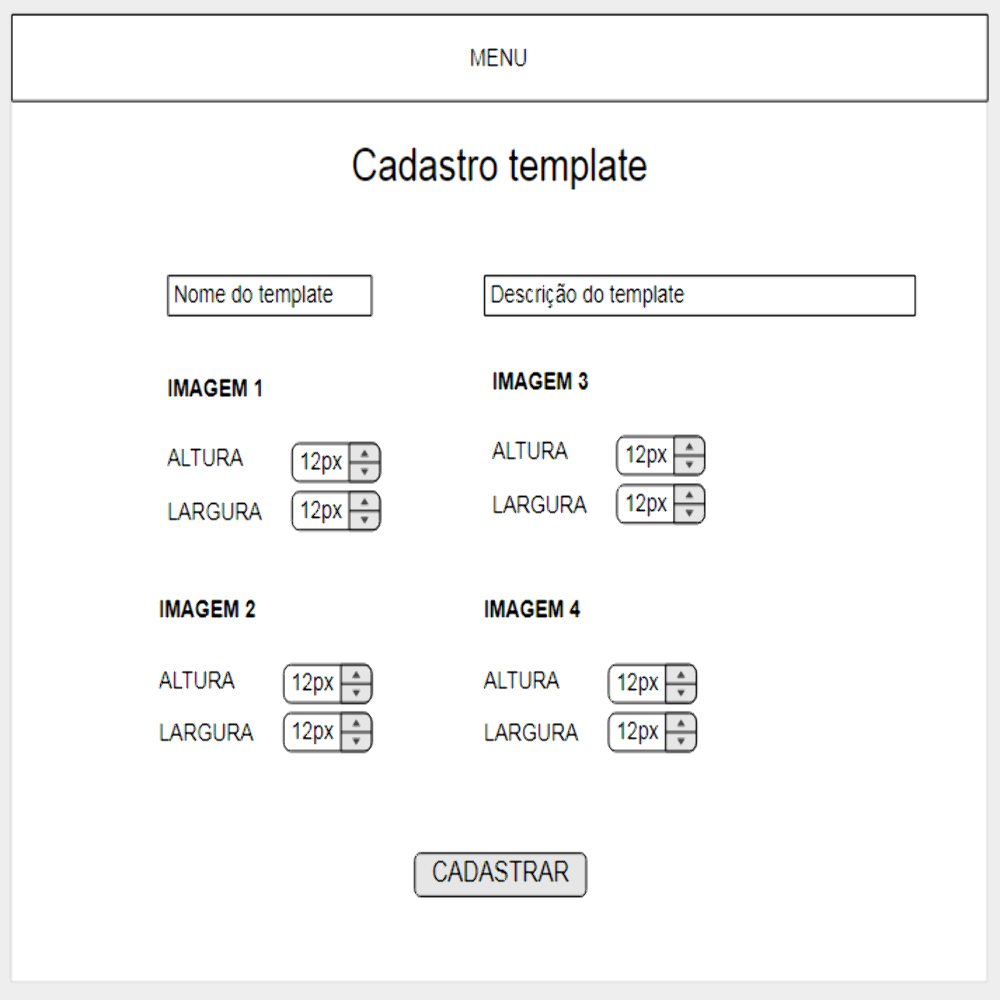 MENU
Cadastro template
Nome do template
Descrição do template
IMAGEM 1
ALTURA 12px
LARGURA 12px
IMAGEM 3
ALTURA 12px
LARGURA 12px
IMAGEM 2
ALTURA 12px
LARGURA 12px
IMAGEM 4
ALTURA 12px
LARGURA 12px
CADASTRAR